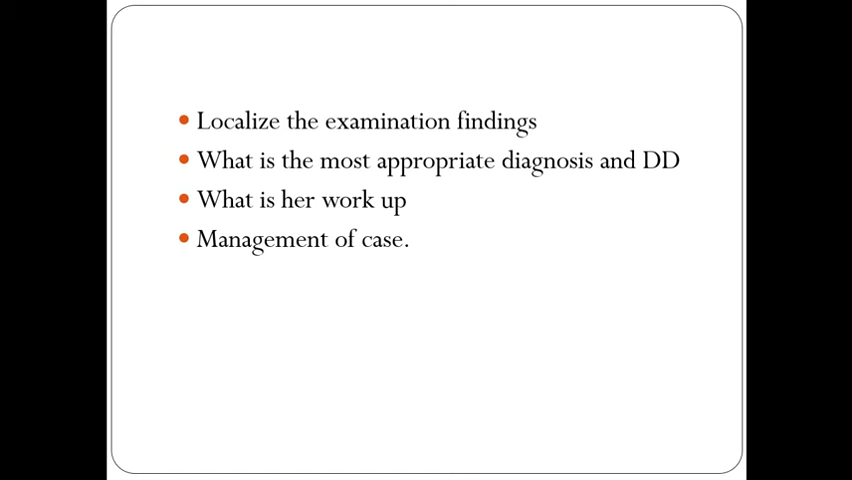 • Localize the examination findings
• What is the most appropriate diagnosis and DD
• What is her work up
• Management of case.